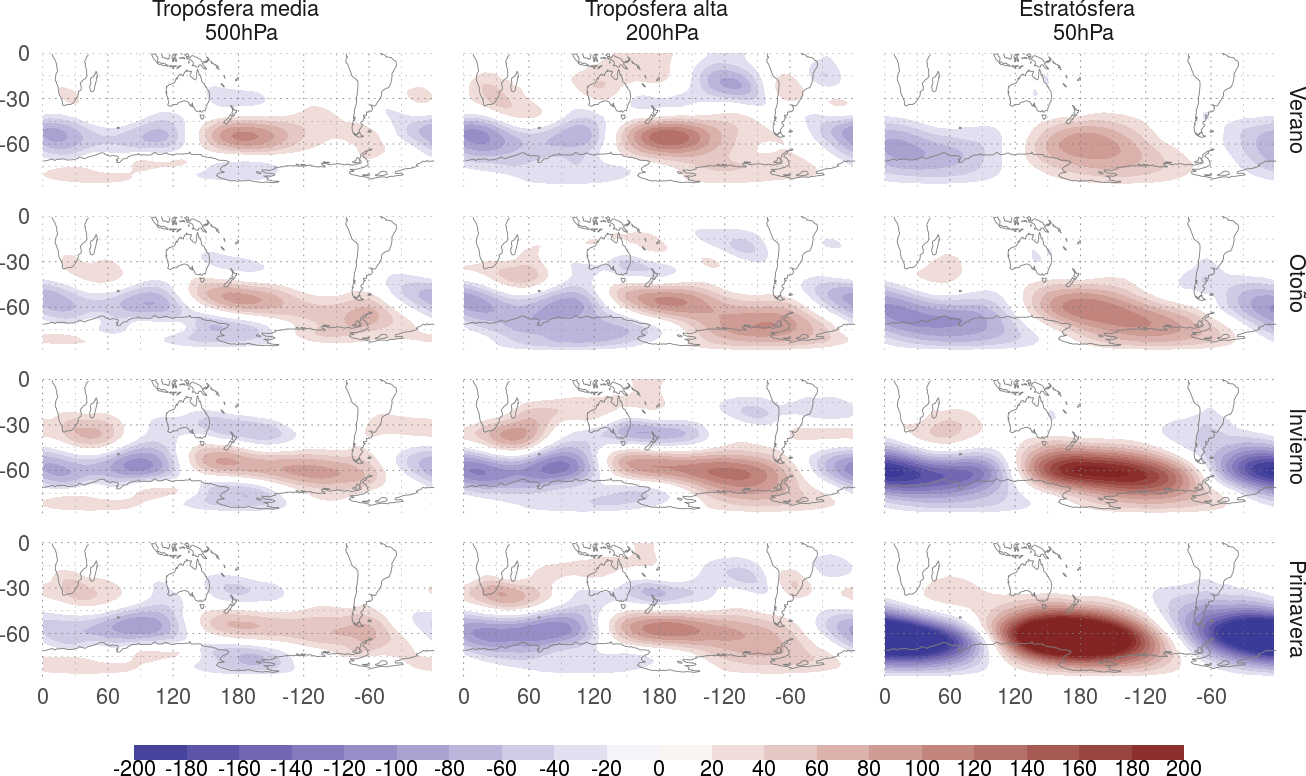 Tropósfera media
500hPa
Tropósfera alta
200hPa
Estratósfera
50hPa
0
-30
-60
Verano
0
-30
-60
Otoño
0
-30
-60
Invierno
0
-30
-60
Primavera
0 60 120 180 -120 -60
0 60 120 180 -120 -60
0 60 120 180 -120 -60
-200 -180 -160 -140 -120 -100 -80 -60 -40 -20 0 20 40 60 80 100 120 140 160 180 200